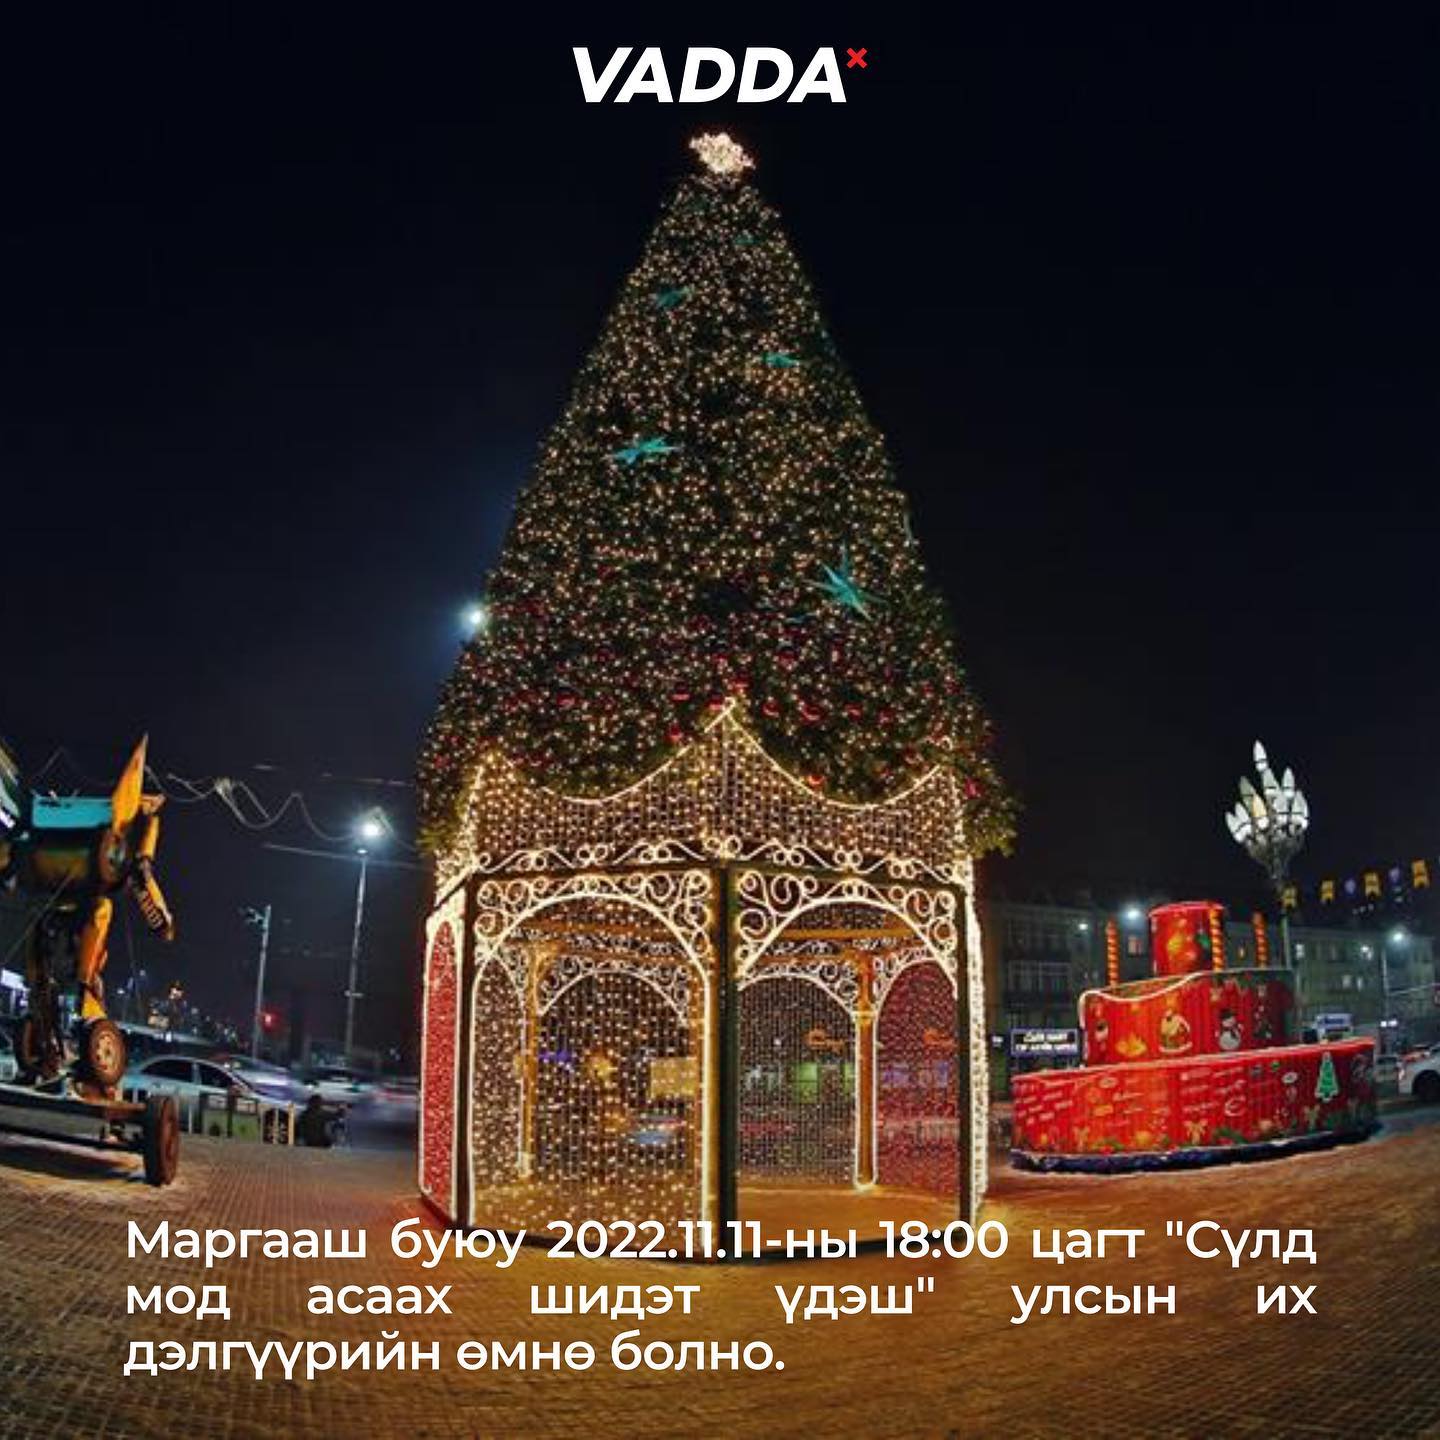 VADDA×
Маргааш буюу 2022.11.11-ны 18:00 цагт "Сүлд
мод асаах шидэт үдэш" улсын их
дэлгүүрийн өмнө болно.